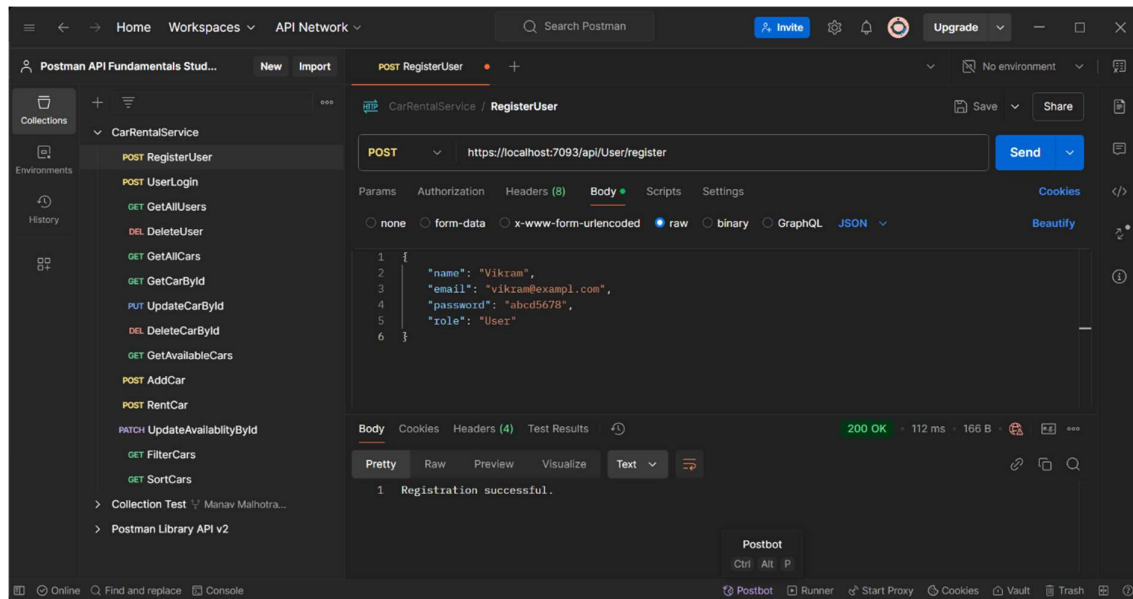 Home Workspaces API Network Search Postman Invite Upgrade
Postman API Fundamentals Stud... New Import POST RegisterUser + No environment
Collections
Environments
History
CarRentalService
POST RegisterUser
POST UserLogin
GET GetAllUsers
DEL DeleteUser
GET GetAllCars
GET GetCarById
PUT UpdateCarById
DEL DeleteCarById
GET GetAvailableCars
POST AddCar
POST RentCar
PATCH UpdateAvailablityById
GET FilterCars
GET SortCars
Collection Test Manav Malhotra...
Postman Library API v2
HTTP CarRentalService / RegisterUser Save Share
POST https://localhost:7093/api/User/register Send
Params Authorization Headers (8) Body Scripts Settings Cookies
none form-data x-www-form-urlencoded raw binary GraphQL JSON Beautify
1 {
2 "name": "Vikram",
3 "email": "vikram@exampl.com",
4 "password": "abcd5678",
5 "role": "User"
6 }
Body Cookies Headers (4) Test Results 200 OK 112 ms 166 B e.g.
Pretty Raw Preview Visualize Text
1 Registration successful.
Postbot
Ctrl Alt P
Online Find and replace Console Postbot Runner Start Proxy Cookies Vault Trash